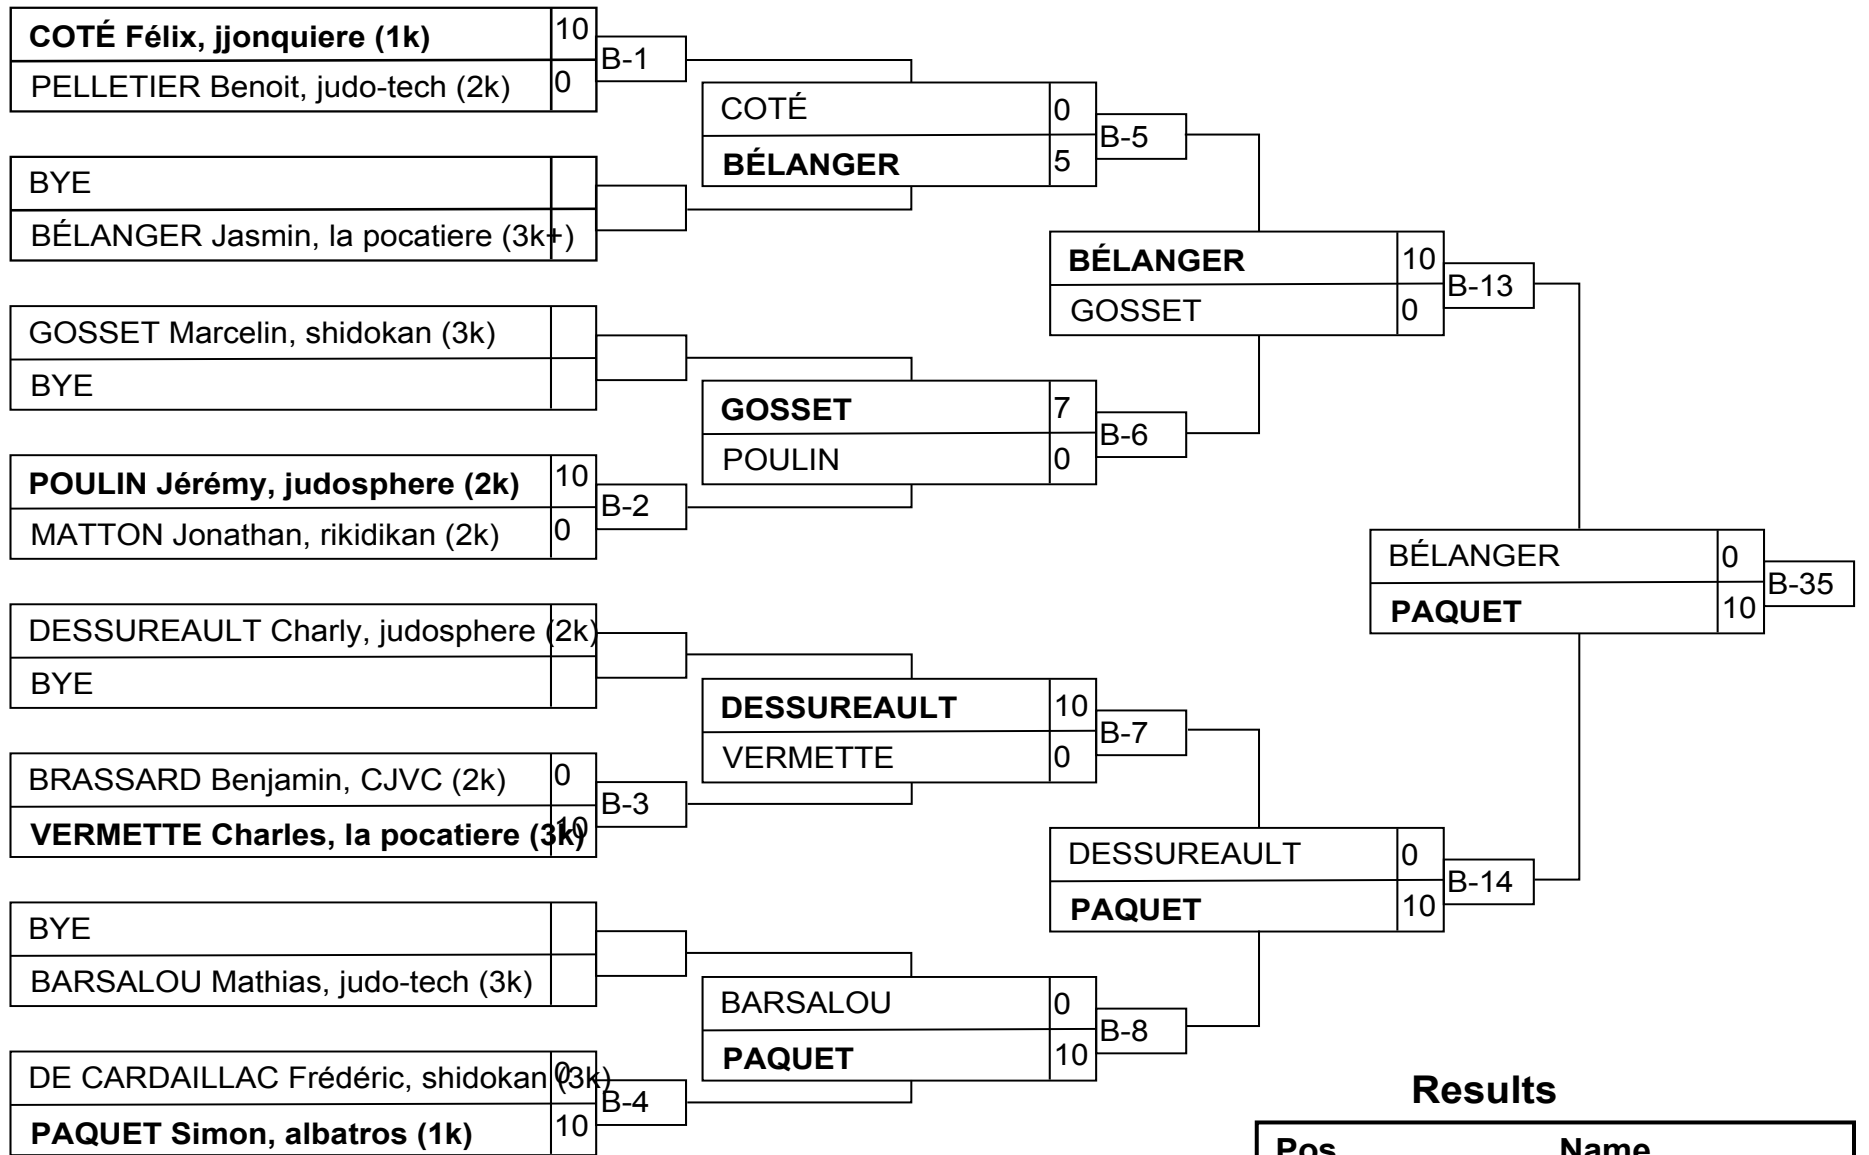 COTÉ Félix, jjonquiere (1k) 10
PELLETIER Benoit, judo-tech (2k) 0
B-1
BYE
BÉLANGER Jasmin, la pocatiere (3k+)
GOSSET Marcelin, shidokan (3k)
BYE
POULIN Jérémy, judosphere (2k) 10
MATTON Jonathan, rikidikan (2k) 0
B-2
DESSUREAULT Charly, judosphere (2k)
BYE
BRASSARD Benjamin, CJVC (2k) 0
VERMETTE Charles, la pocatiere (3k) 10
B-3
BYE
BARSALOU Mathias, judo-tech (3k)
DE CARDAILLAC Frédéric, shidokan (3k) 0
PAQUET Simon, albatros (1k) 10
B-4
COTÉ 0
BÉLANGER 5
B-5
GOSSET 7
POULIN 0
B-6
DESSUREAULT 10
VERMETTE 0
B-7
BARSALOU 0
PAQUET 10
B-8
BÉLANGER 10
GOSSET 0
B-13
DESSUREAULT 0
PAQUET 10
B-14
BÉLANGER 0
PAQUET 10
B-35
Results
Pos Name